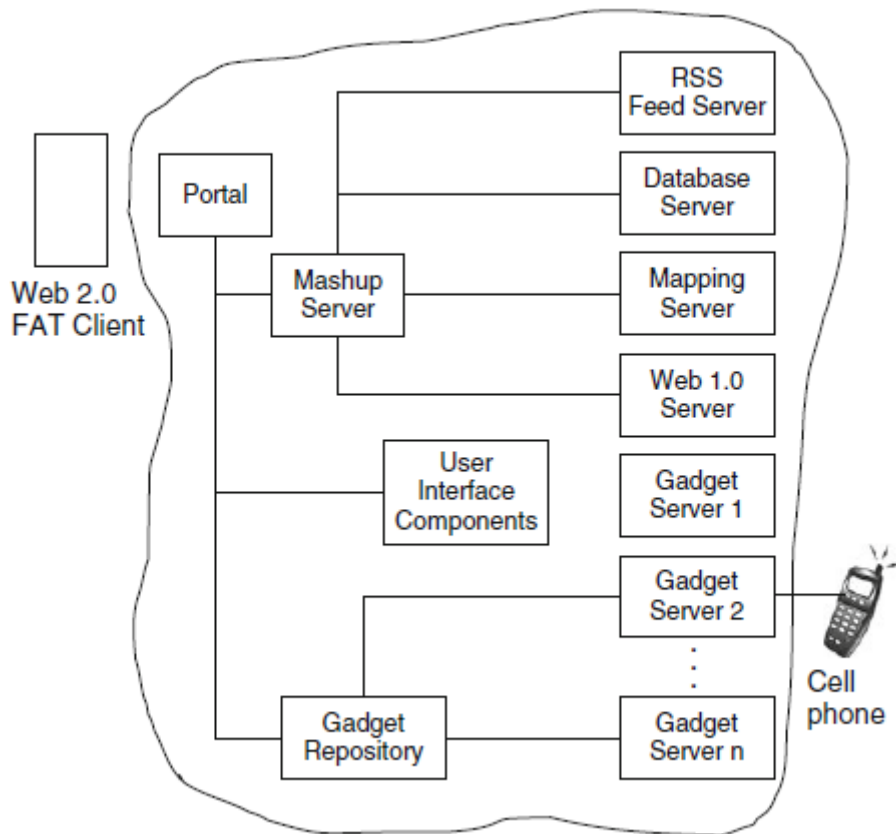 RSS
Feed Server
Portal
Database
Server
Web 2.0
FAT Client
Mashup
Server
Mapping
Server
Web 1.0
Server
User
Interface
Components
Gadget
Server 1
Gadget
Server 2
Cell
phone
Gadget
Repository
Gadget
Server n